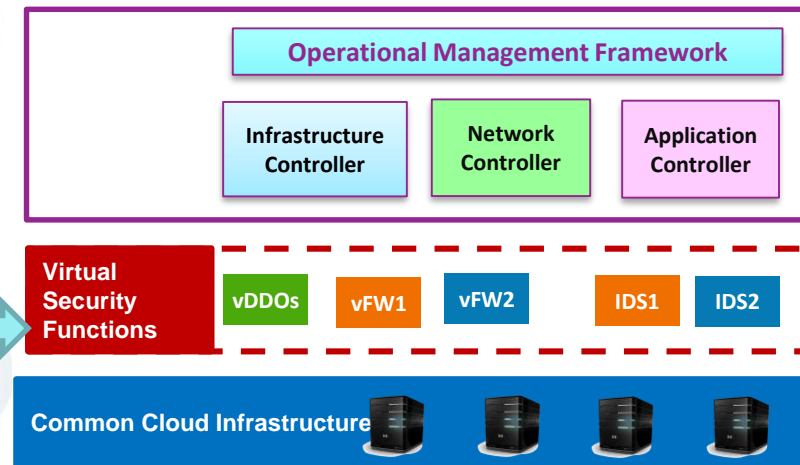 Operational Management Framework
Infrastructure
Controller
Network
Controller
Application
Controller
Virtual
Security
Functions
vDDOs
vFW1
vFW2
IDS1
IDS2
Common Cloud Infrastructure